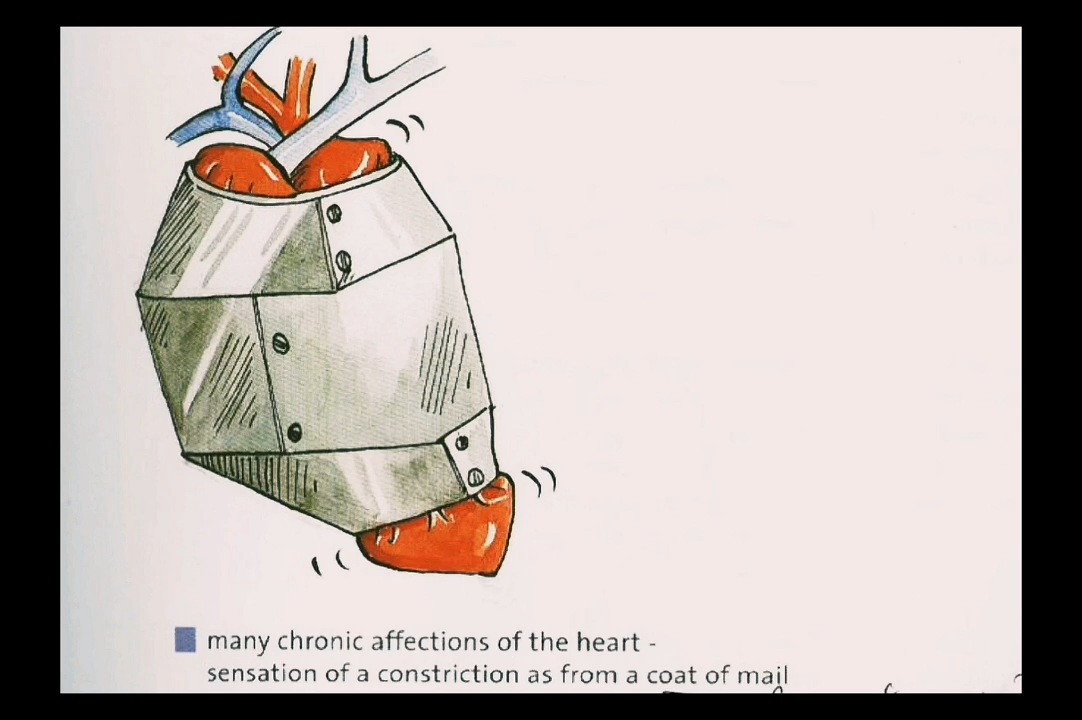 many chronic affections of the heart -
sensation of a constriction as from a coat of mail